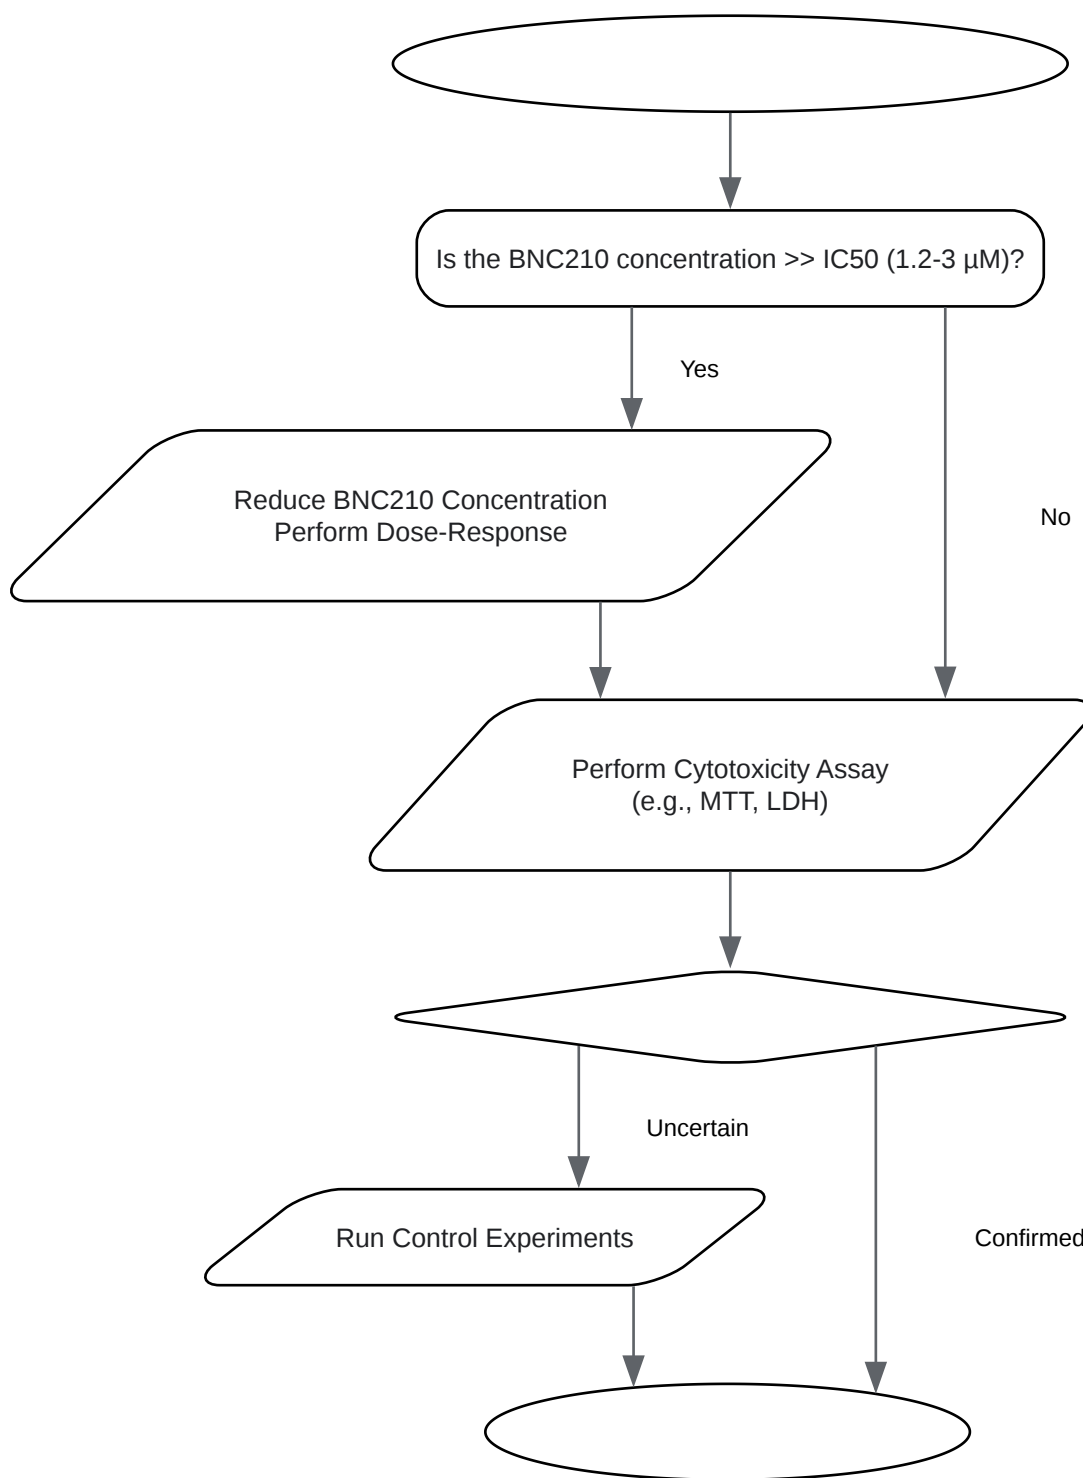 Is the BNC210 concentration >> IC50 (1.2-3 µM)?
Yes
Reduce BNC210 Concentration
Perform Dose-Response
No
Perform Cytotoxicity Assay
(e.g., MTT, LDH)
Uncertain
Run Control Experiments
Confirmed